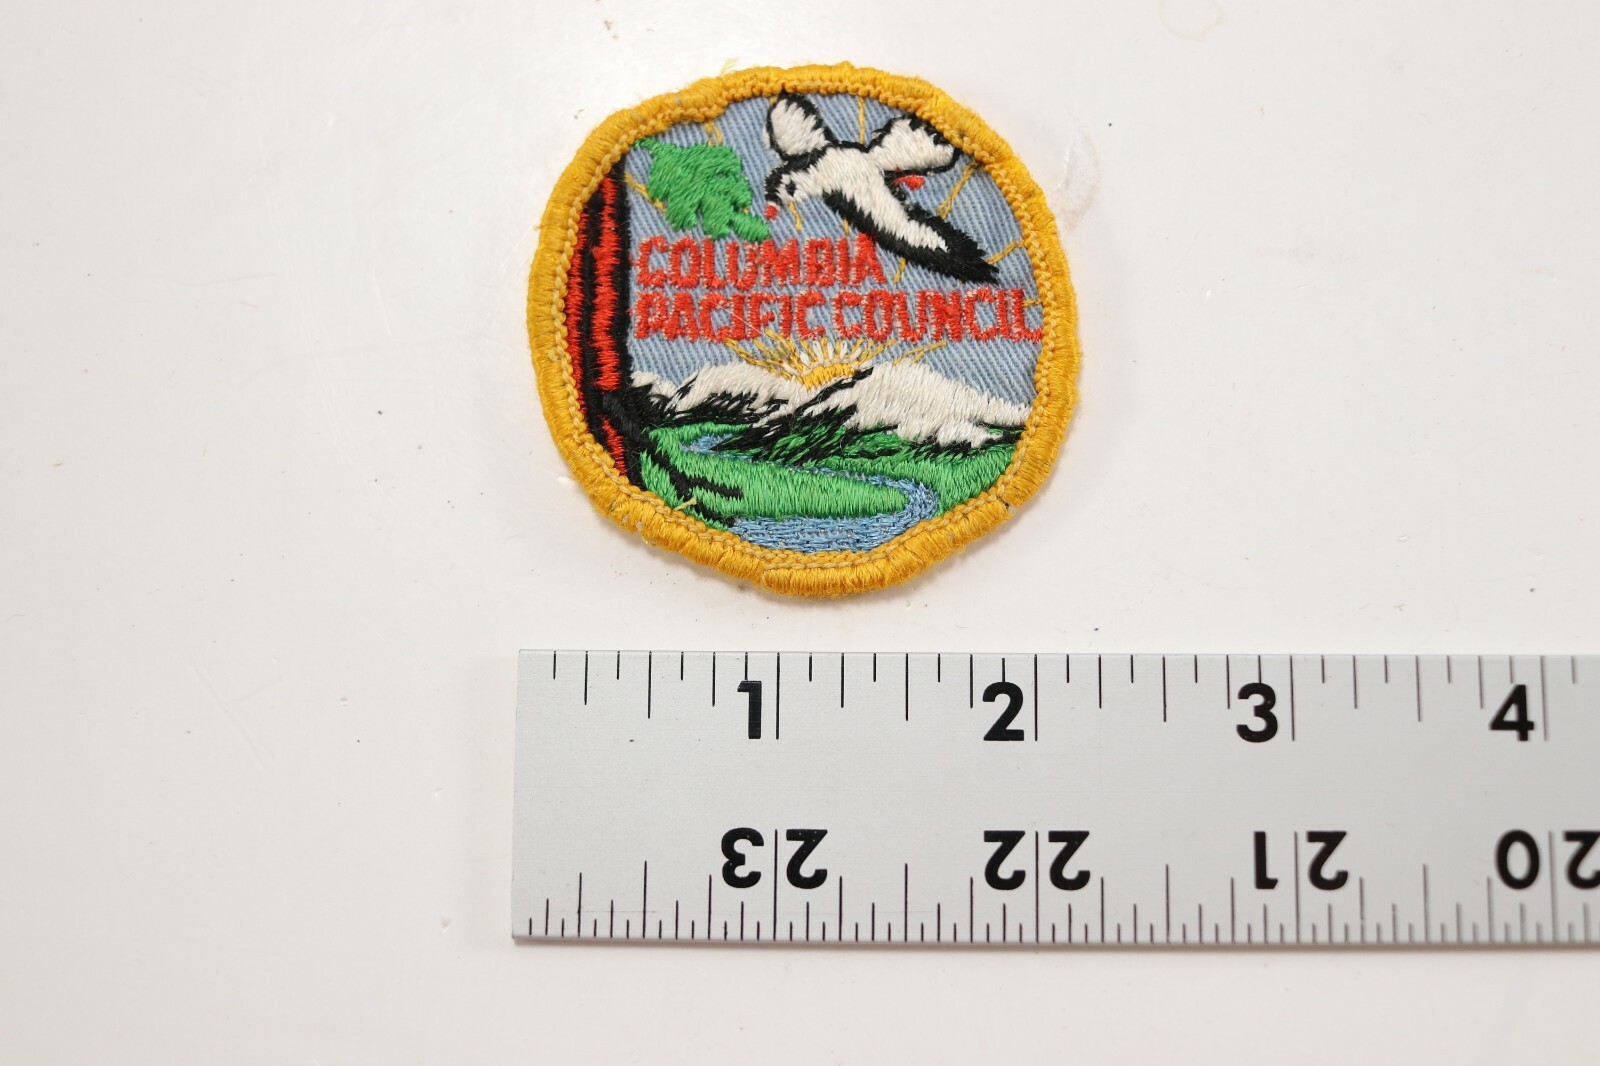 COLUMBIA
PACIFIC COUNCIL
1 2 3 4
23 22 21 20